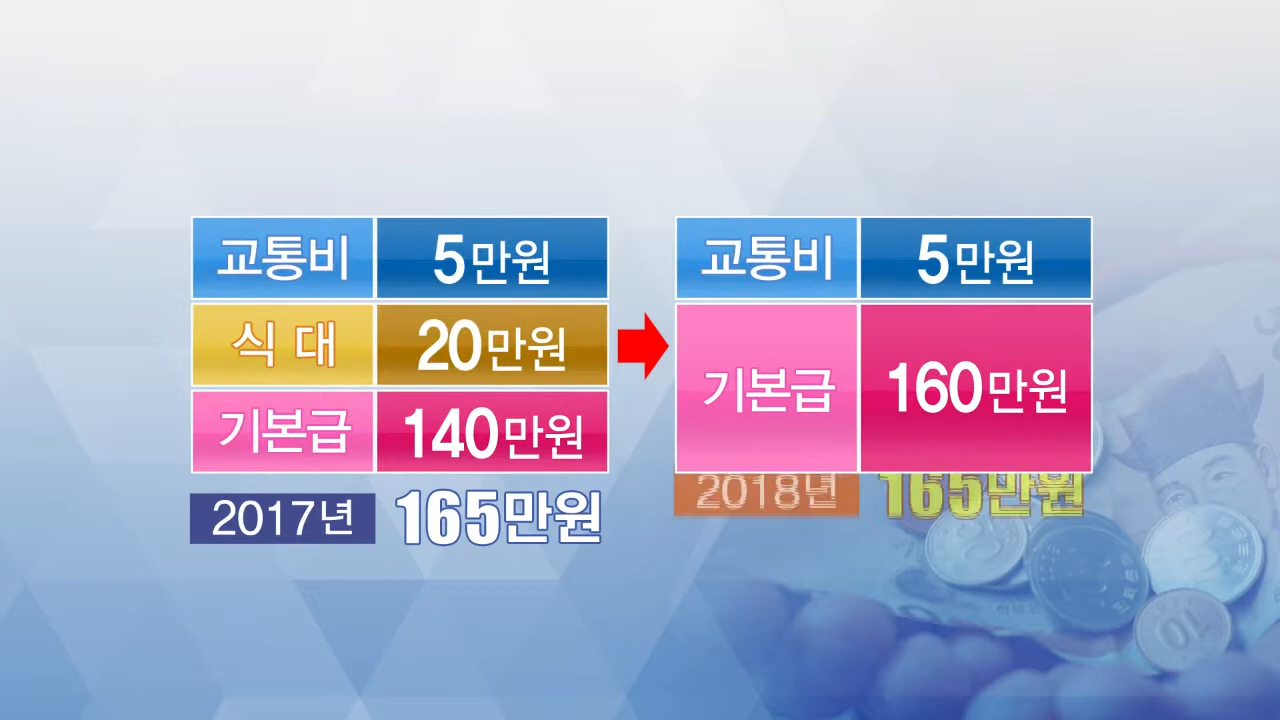 교통비 5만원
식 대 20만원
기본급 140만원
2017년 165만원
교통비 5만원
기본급 160만원
2018년 165만원
10